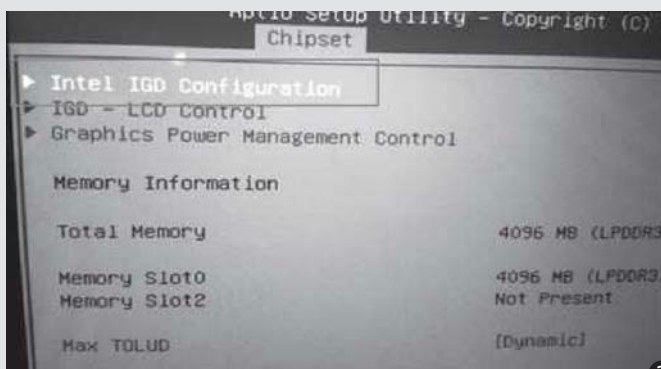 Aptio Setup Utility – Copyright (C)
Chipset
Intel IGD Configuration
IGD – LCD Control
Graphics Power Management Control
Memory Information
Total Memory 4096 MB (LPDDR3
Memory Slot0 4096 MB (LPDDR3
Memory Slot2 Not Present
Max TOLUD [Dynamic]